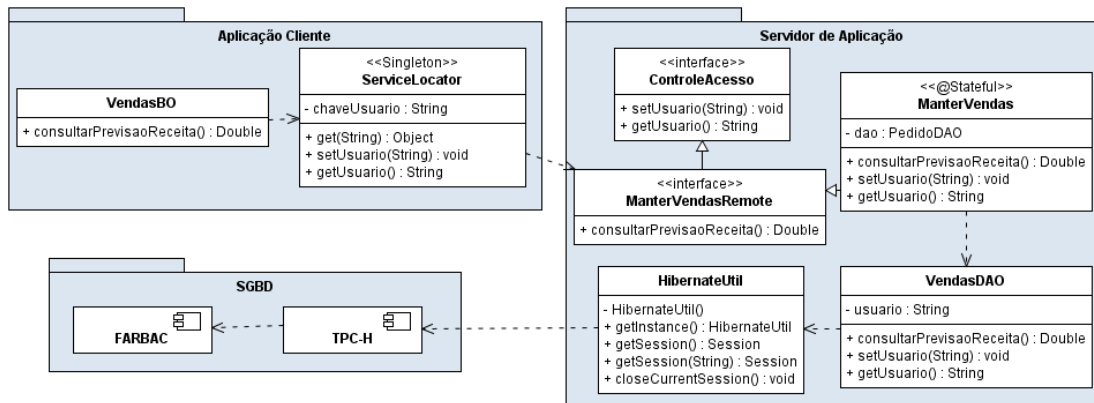 Aplicação Cliente
VendasBO
+ consultarPrevisaoReceita() : Double
<<Singleton>>
ServiceLocator
- chaveUsuario : String
+ get(String) : Object
+ setUsuario(String) : void
+ getUsuario() : String
Servidor de Aplicação
<<interface>>
ControleAcesso
+ setUsuario(String) : void
+ getUsuario() : String
<<@Stateful>>
ManterVendas
- dao : PedidoDAO
+ consultarPrevisaoReceita() : Double
+ setUsuario(String) : void
+ getUsuario() : String
<<interface>>
ManterVendasRemote
+ consultarPrevisaoReceita() : Double
SGBD
FARBAC
TPC-H
HibernateUtil
- HibernateUtil()
+ getInstance() : HibernateUtil
+ getSession() : Session
+ getSession(String) : Session
+ closeCurrentSession() : void
VendasDAO
- usuario : String
+ consultarPrevisaoReceita() : Double
+ setUsuario(String) : void
+ getUsuario() : String